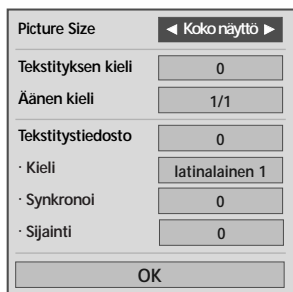 Picture Size ◄ Koko näyttö ►
Tekstityksen kieli 0
Äänen kieli 1/1
Tekstitystiedosto 0
· Kieli latinalainen 1
· Synkronoi 0
· Sijainti 0
OK